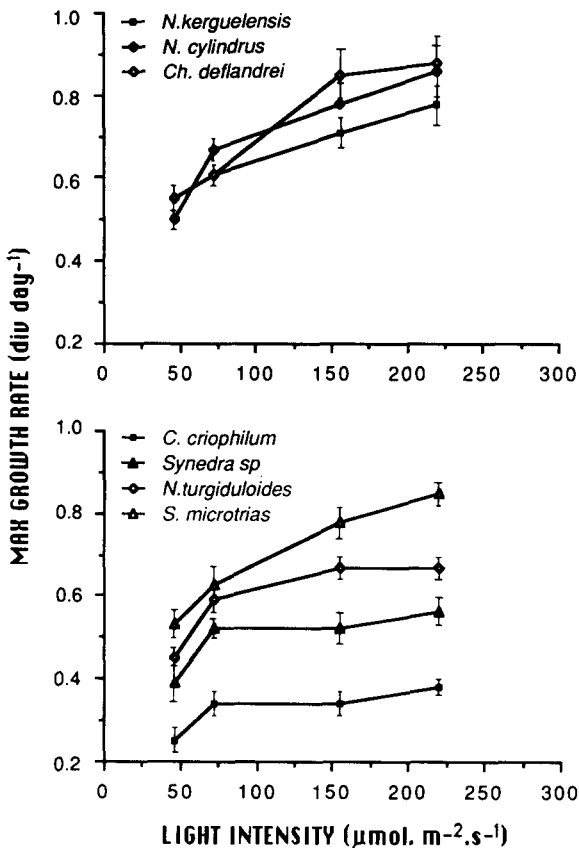 MAX GROWTH RATE (div day-1)
1.0
0.8
0.6
0.4
0.2
N.kerguelensis
N. cylindrus
Ch. deflandrei
0 50 100 150 200 250 300
1.0
0.8
0.6
0.4
0.2
C. criophilum
Synedra sp
N.turgiduloides
S. microtrias
0 50 100 150 200 250 300
LIGHT INTENSITY (µmol. m-2.s-1)